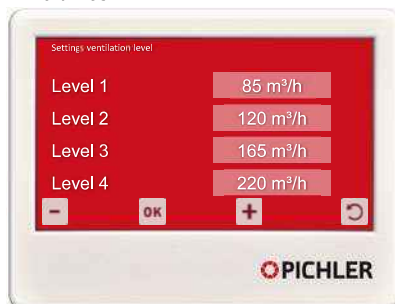 Settings ventilation level
Level 1 85 m³/h
Level 2 120 m³/h
Level 3 165 m³/h
Level 4 220 m³/h
- OK +
PICHLER